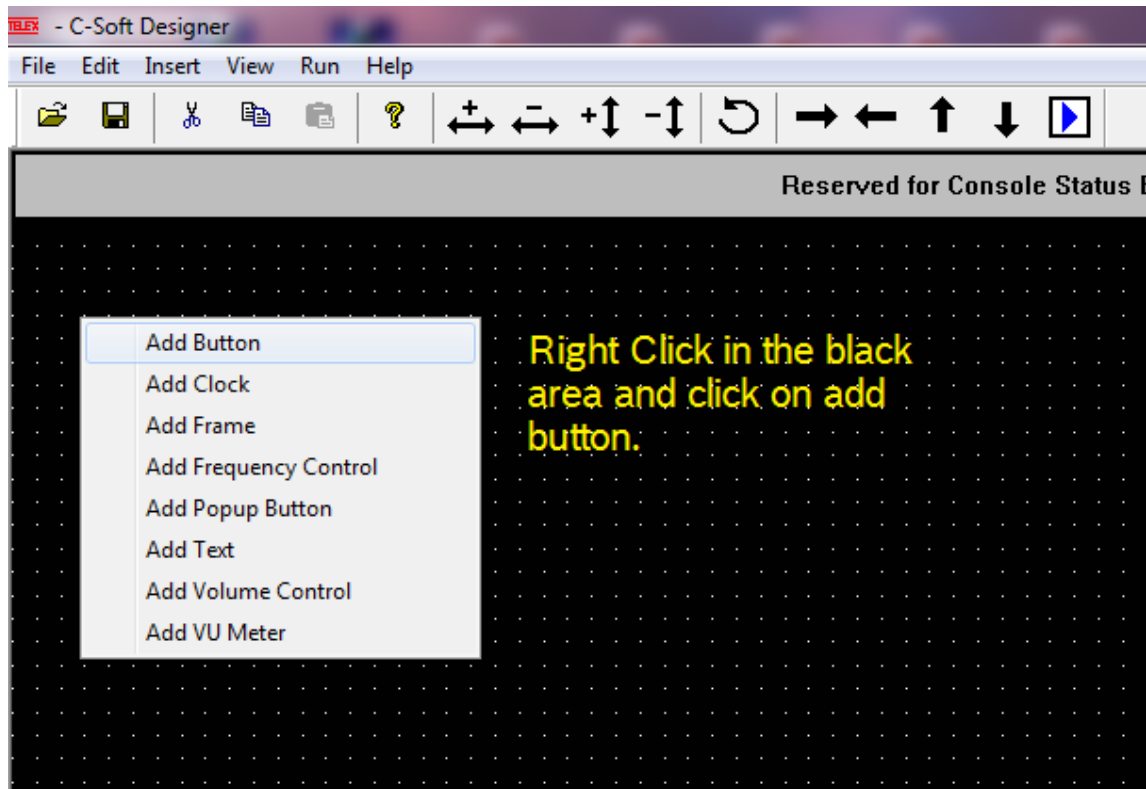 TELEX - C-Soft Designer
File Edit Insert View Run Help
Reserved for Console Status
Add Button
Add Clock
Add Frame
Add Frequency Control
Add Popup Button
Add Text
Add Volume Control
Add VU Meter
Right Click in the black
area and click on add
button.